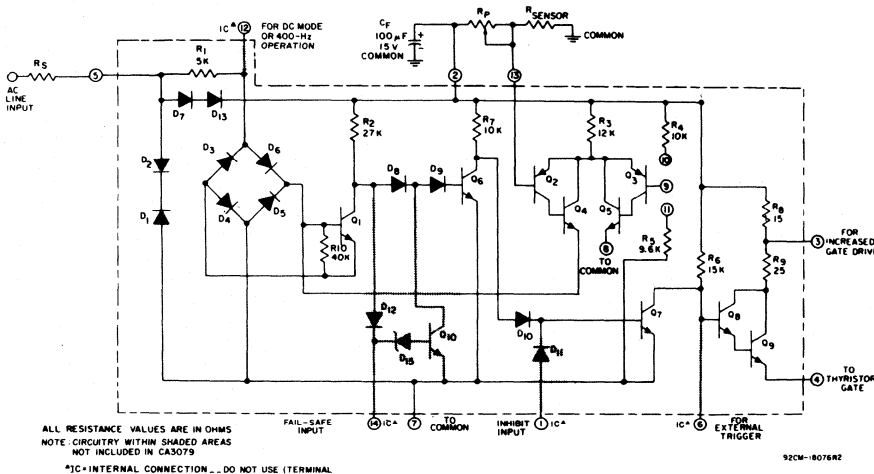 IC▲ 12
FOR DC MODE
OR 400-Hz
OPERATION
CF
100 µF
15 V
COMMON
+
-
RP
RSENSOR
COMMON
RS
AC
LINE
INPUT
5
R1
5K
2
13
D7
D13
R2
27K
R7
10K
R3
12K
R4
10K
10
D2
D3
D6
D8
D9
Q6
Q2
Q3
9
D1
D4
D5
Q1
Q4
Q5
11
R8
15
3
FOR
INCREASED
GATE DRIVE
R10
40K
8
TO
COMMON
R5
9.6K
R6
15K
R9
25
D12
Q10
D15
D10
D11
Q7
Q8
Q9
4
TO
THYRISTOR
GATE
ALL RESISTANCE VALUES ARE IN OHMS
NOTE: CIRCUITRY WITHIN SHADED AREAS
NOT INCLUDED IN CA3079
FAIL-SAFE
INPUT
14 IC▲
7
TO
COMMON
INHIBIT
INPUT
1 IC▲
IC▲ 6
FOR
EXTERNAL
TRIGGER
▲IC= INTERNAL CONNECTION -- DO NOT USE (TERMINAL
92CM-18076R2